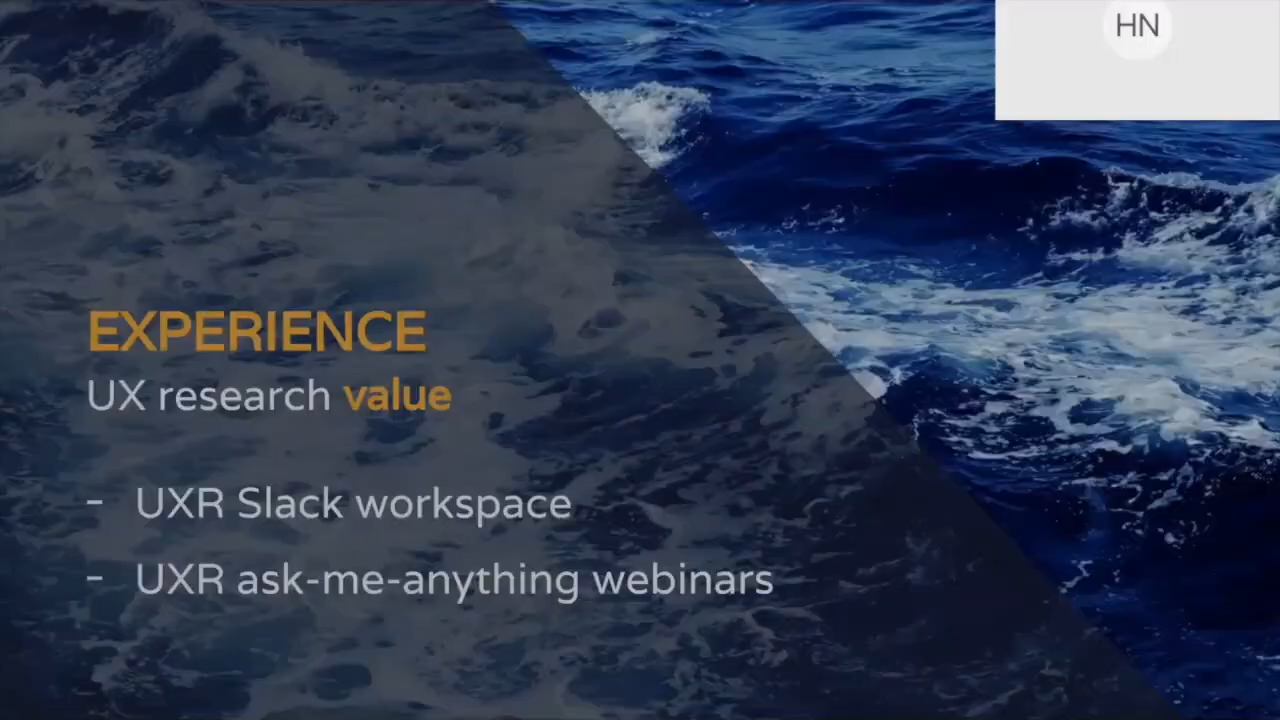 HN
EXPERIENCE
UX research value
- UXR Slack workspace
- UXR ask-me-anything webinars